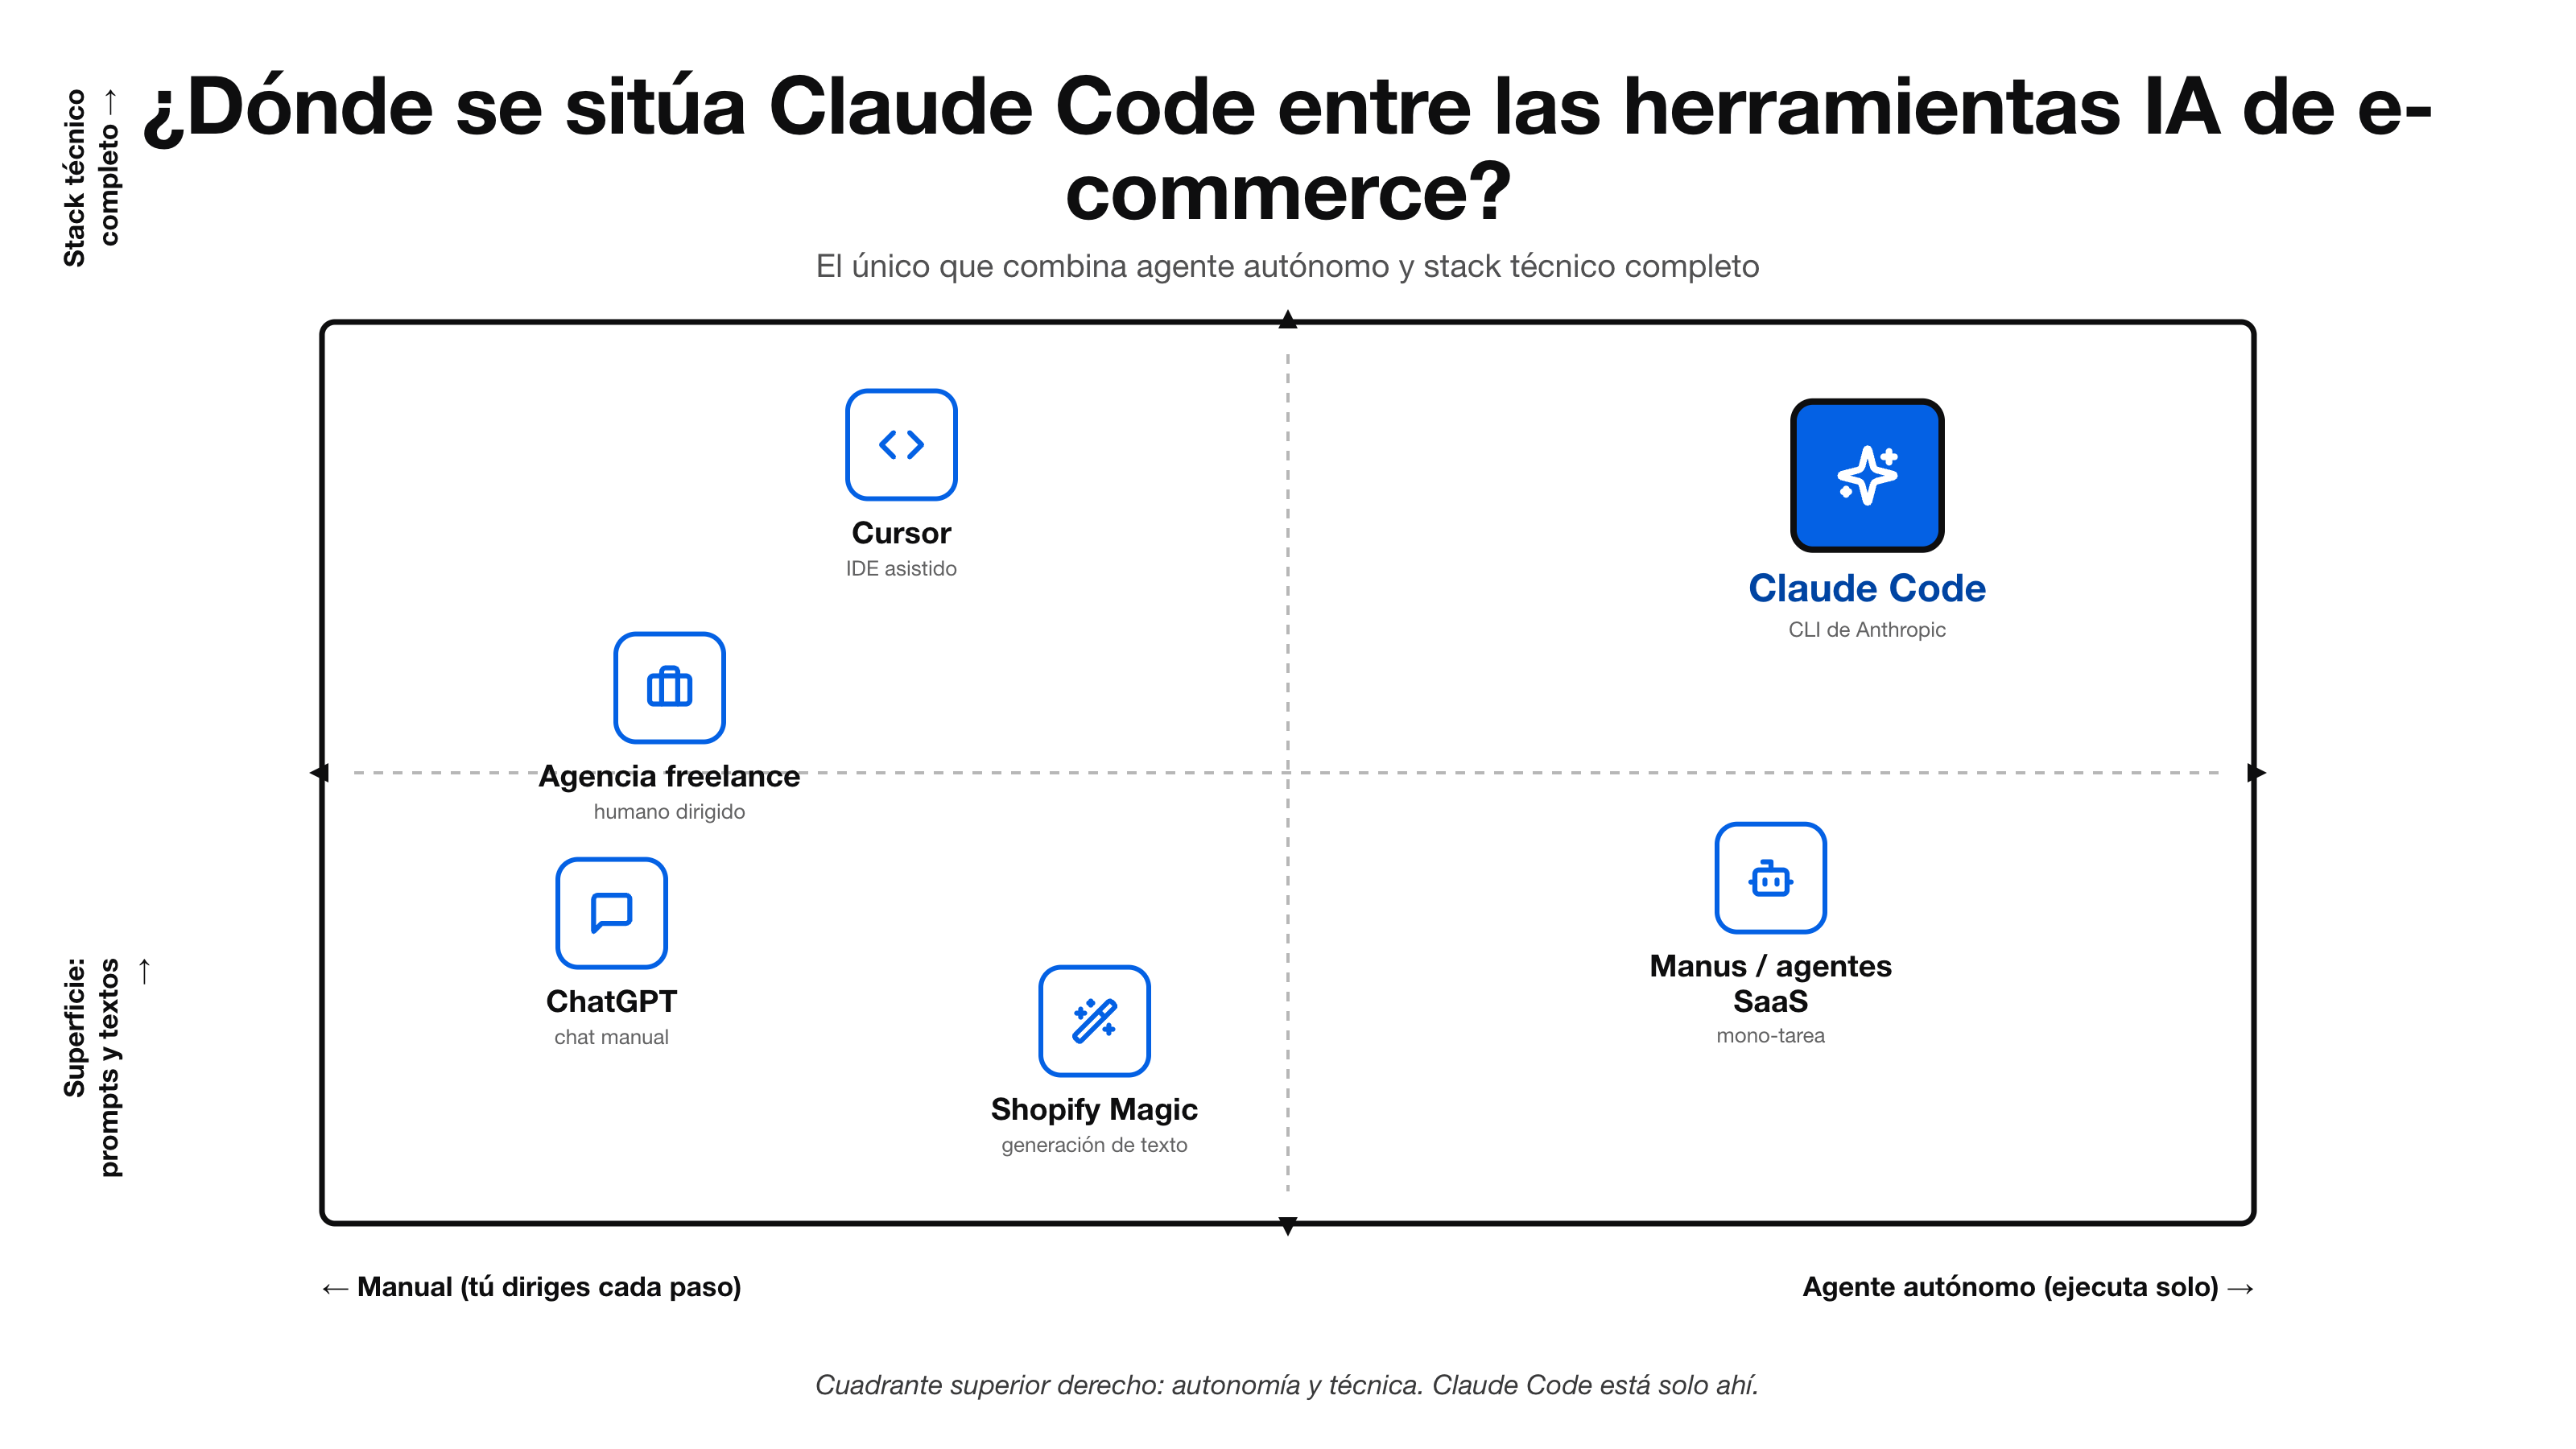 ¿Dónde se sitúa Claude Code entre las herramientas IA de e-
commerce?
El único que combina agente autónomo y stack técnico completo
Stack técnico
completo →
Cursor
IDE asistido
Claude Code
CLI de Anthropic
Agencia freelance
humano dirigido
ChatGPT
chat manual
Manus / agentes
SaaS
mono-tarea
Shopify Magic
generación de texto
Superficie:
prompts y textos
→
← Manual (tú diriges cada paso)
Agente autónomo (ejecuta solo) →
Cuadrante superior derecho: autonomía y técnica. Claude Code está solo ahí.